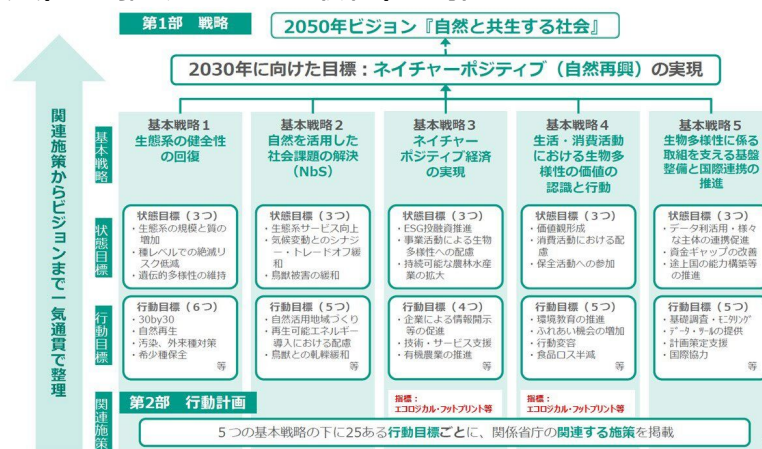 第1部 戦略
2050年ビジョン『自然と共生する社会』
2030年に向けた目標：ネイチャーポジティブ（自然再興）の実現
関連施策からビジョンまで一気通貫で整理
基本戦略
基本戦略1
生態系の健全性
の回復
基本戦略2
自然を活用した
社会課題の解決
（NbS）
基本戦略3
ネイチャー
ポジティブ経済
の実現
基本戦略4
生活・消費活動
における生物多
様性の価値の
認識と行動
基本戦略5
生物多様性に係る
取組を支える基盤
整備と国際連携の
推進
状態目標
状態目標（3つ）
・生態系の規模と質の
増加
・種レベルでの絶滅リ
スク低減
・遺伝的多様性の維持
状態目標（3つ）
・生態系サービス向上
・気候変動とのシナジ
ー・トレードオフ緩
和
・鳥獣被害の緩和
状態目標（3つ）
・ESG投融資推進
・事業活動による生物
多様性への配慮
・持続可能な農林水産
業の拡大
状態目標（3つ）
・価値観形成
・消費活動における配
慮
・保全活動への参加
状態目標（3つ）
・データ利活用・様々
な主体の連携促進
・資金ギャップの改善
・途上国の能力構築等
の推進
行動目標
行動目標（6つ）
・30by30
・自然再生
・汚染、外来種対策
・希少種保全
等
行動目標（5つ）
・自然活用地域づくり
・再生可能エネルギー
導入における配慮
・鳥獣との軋轢緩和
等
行動目標（4つ）
・企業による情報開示
等の促進
・技術・サービス支援
・有機農業の推進
等
行動目標（5つ）
・環境教育の推進
・ふれあい機会の増加
・行動変容
・食品ロス半減
等
行動目標（5つ）
・基礎調査・ﾓﾆﾀﾘﾝｸﾞ
・ﾃﾞｰﾀ・ﾂｰﾙの提供
・計画策定支援
・国際協力
等
関連施策
第2部 行動計画
指標：
エコロジカル・フットプリント等
指標：
エコロジカル・フットプリント等
5つの基本戦略の下に25ある行動目標ごとに、関係省庁の関連する施策を掲載